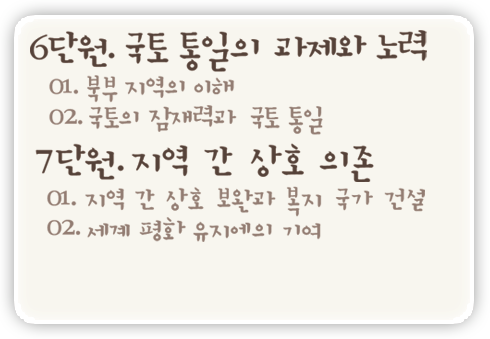 6단원. 국토 통일의 과제와 노력
01. 북부 지역의 이해
02. 국토의 잠재력과 국토 통일
7단원. 지역 간 상호 의존
01. 지역 간 상호 보완과 복지 국가 건설
02. 세계 평화 유지에의 기여